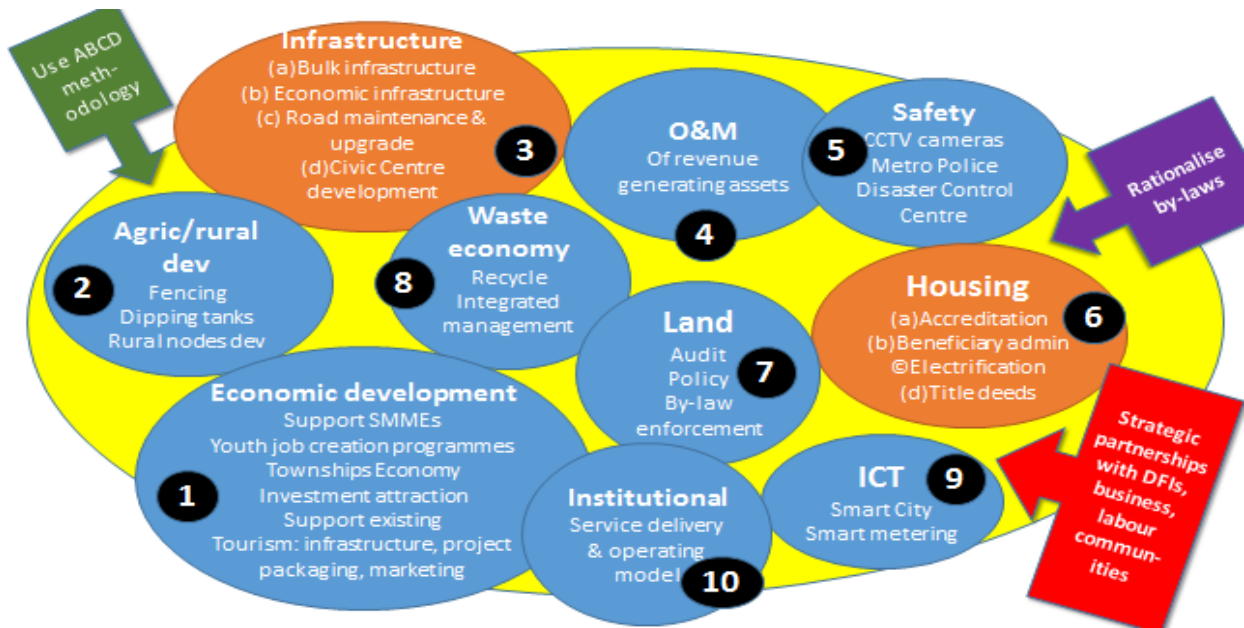 Use ABCD
meth-
odology
Infrastructure
(a)Bulk infrastructure
(b) Economic infrastructure
(c) Road maintenance &
upgrade
(d)Civic Centre
development
3
O&M
Of revenue
generating assets
4
Safety
CCTV cameras
Metro Police
Disaster Control
Centre
5
Rationalise
by-laws
Agric/rural
dev
Fencing
Dipping tanks
Rural nodes dev
2
Waste
economy
Recycle
Integrated
management
8
Land
Audit
Policy
By-law
enforcement
7
Housing
(a)Accreditation
(b)Beneficiary admin
©Electrification
(d)Title deeds
6
Economic development
Support SMMEs
Youth job creation programmes
Townships Economy
Investment attraction
Support existing
Tourism: infrastructure, project
packaging, marketing
1
Institutional
Service delivery
& operating
model
10
ICT
Smart City
Smart metering
9
Strategic
partnerships
with DFIs,
business,
labour
commun-
ities